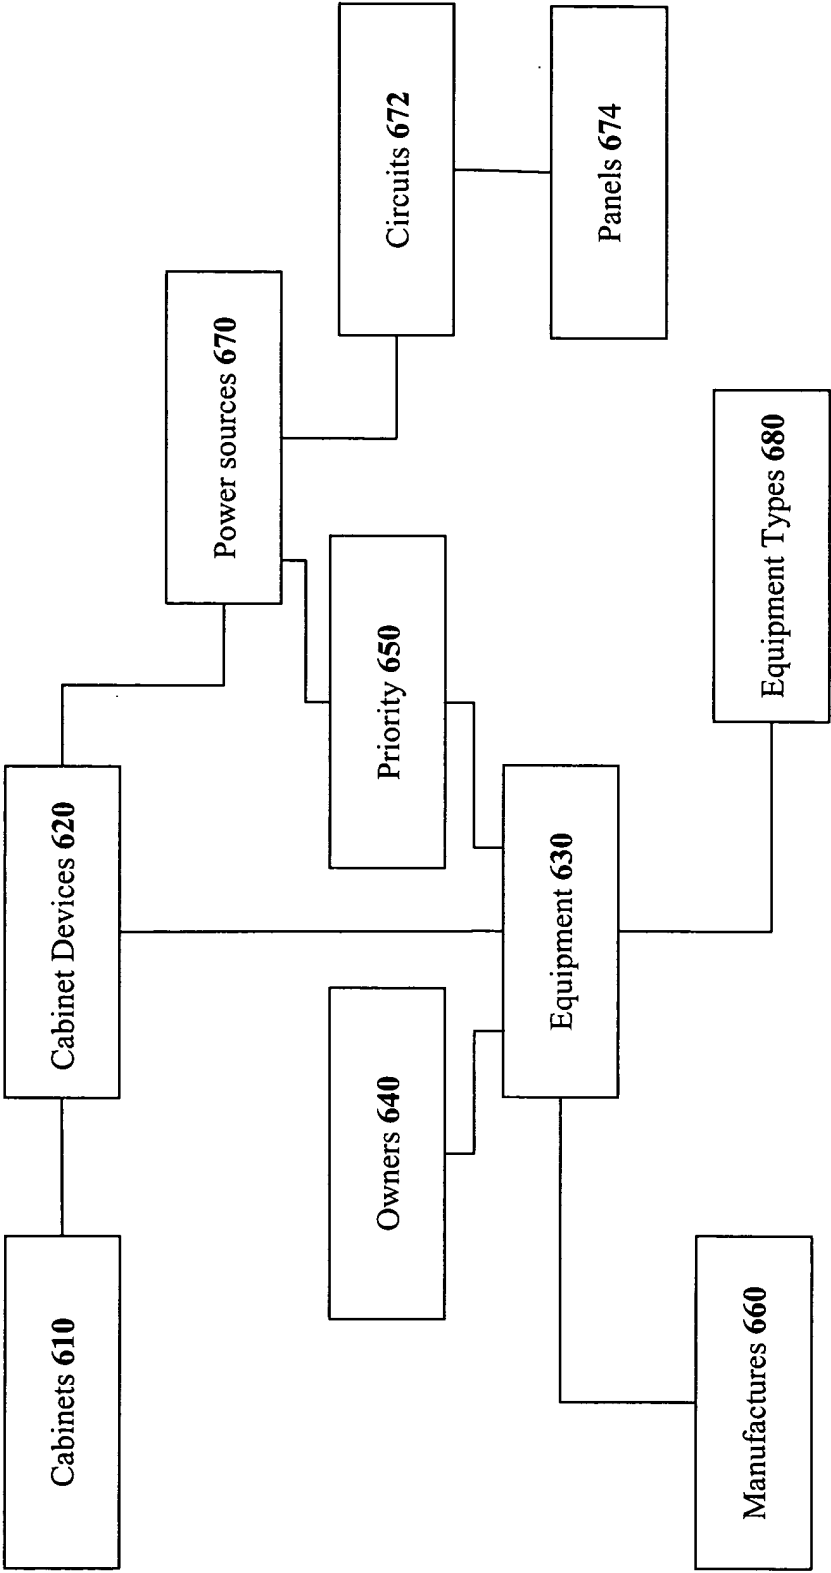 Cabinets 610
Cabinet Devices 620
Power sources 670
Owners 640
Priority 650
Circuits 672
Equipment 630
Panels 674
Manufactures 660
Equipment Types 680